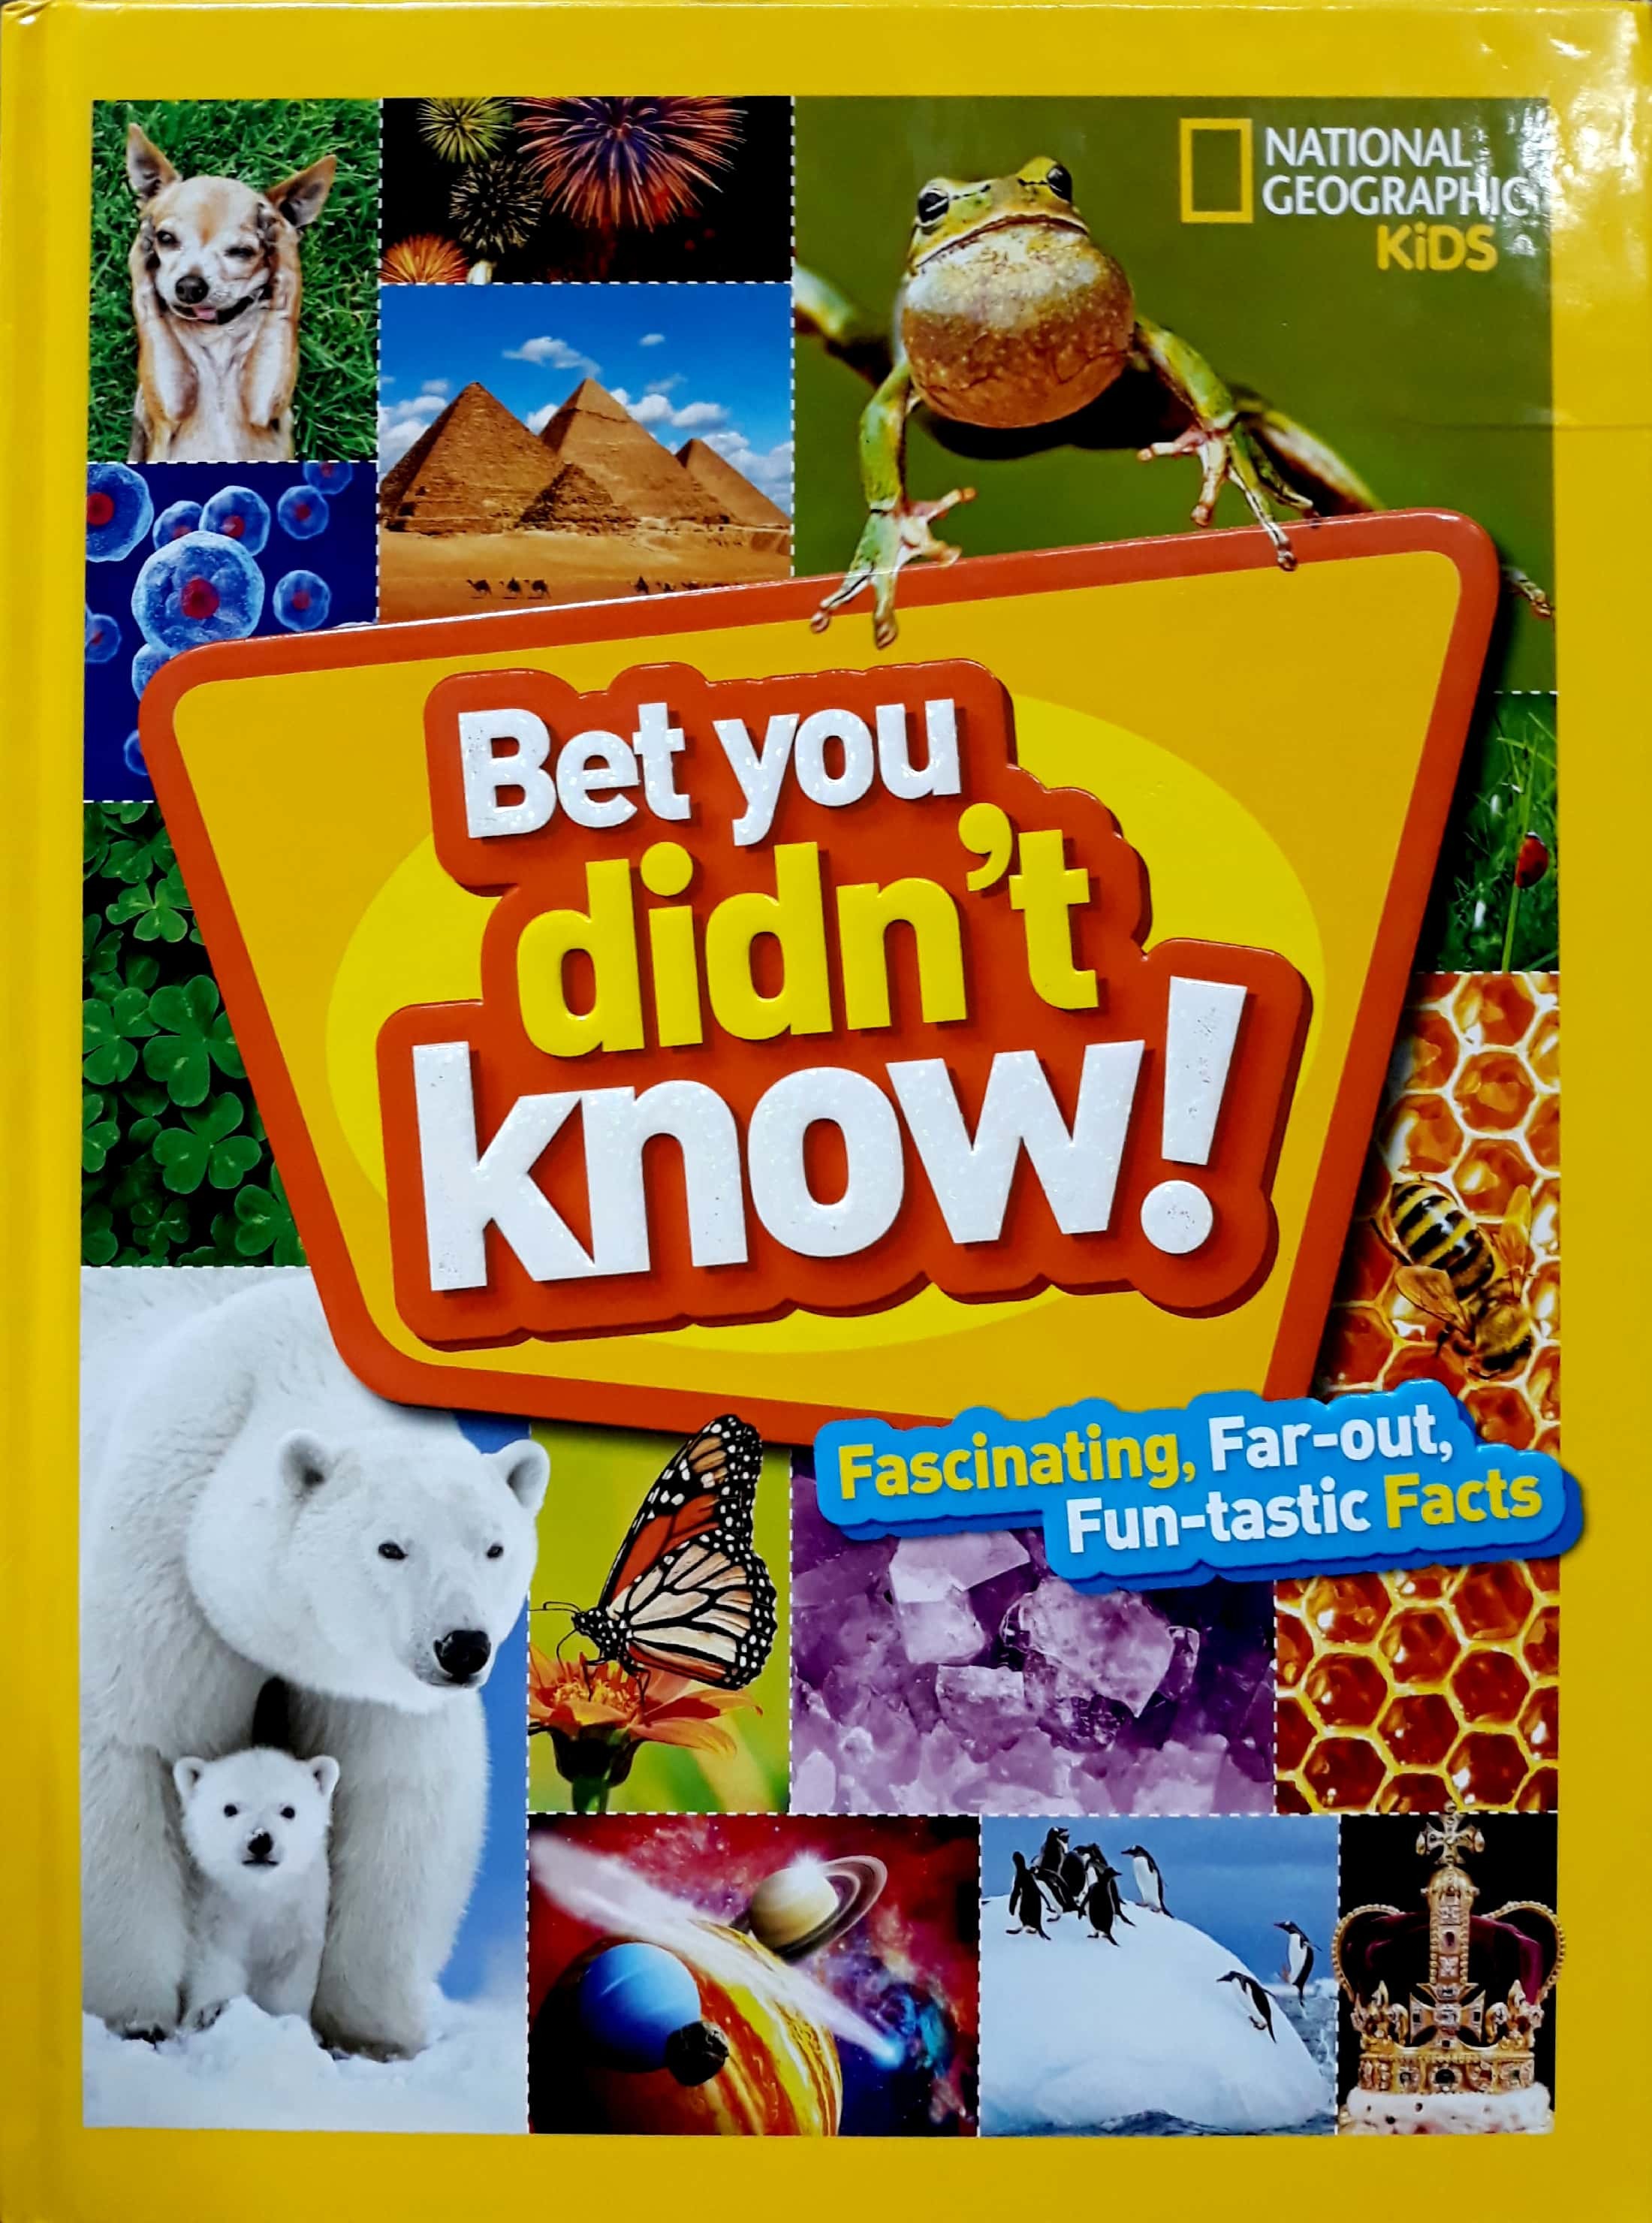 NATIONAL
GEOGRAPHIC
KiDS
Bet you
didn't
know!
Fascinating, Far-out,
Fun-tastic Facts